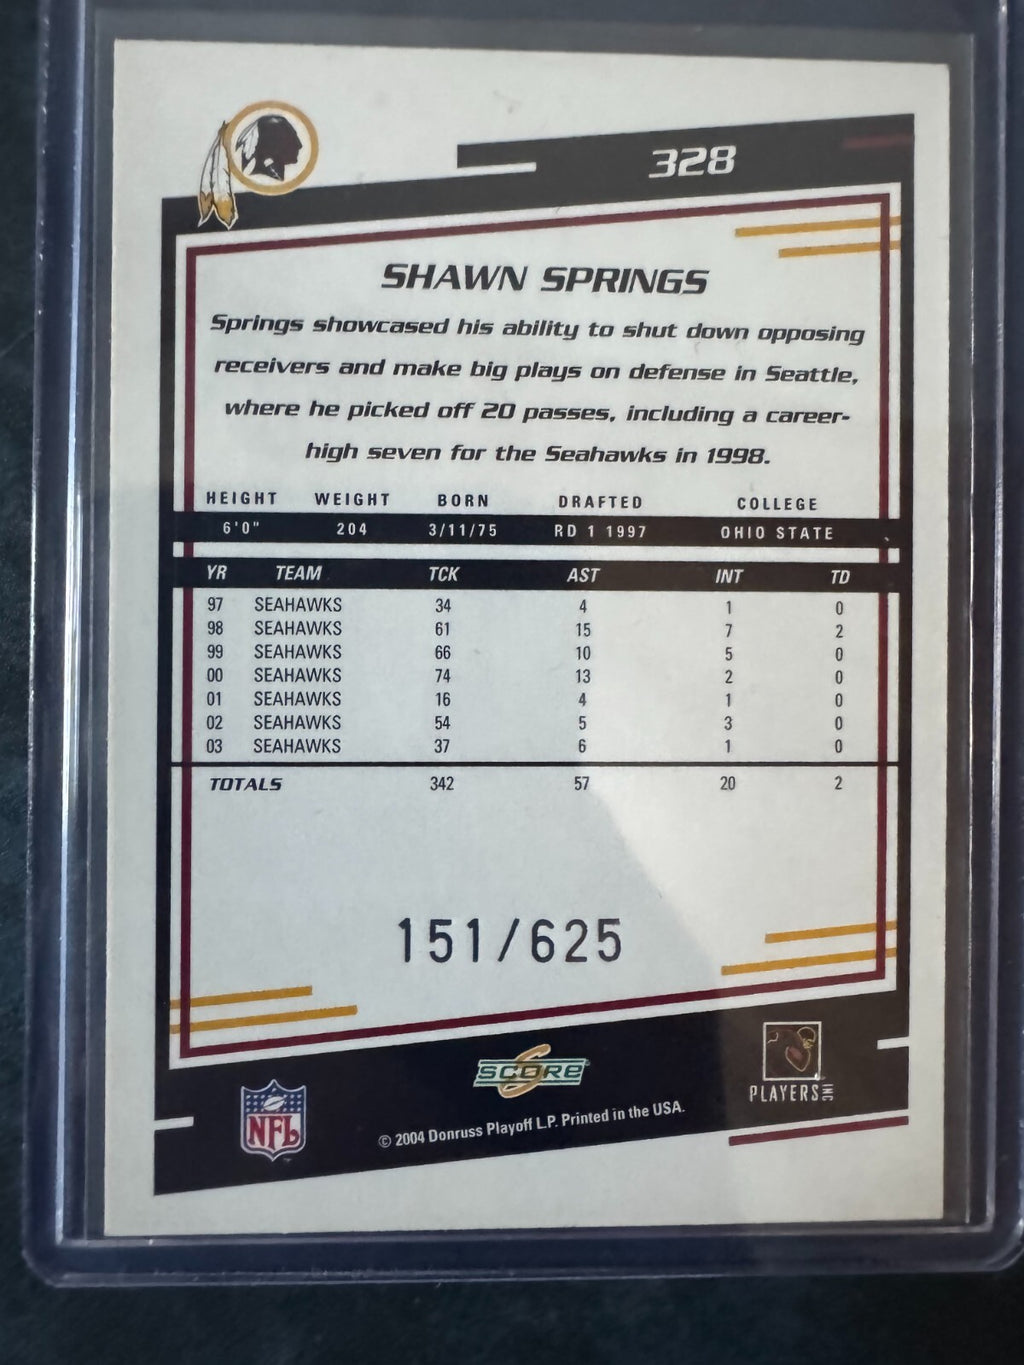 328
SHAWN SPRINGS
Springs showcased his ability to shut down opposing
receivers and make big plays on defense in Seattle,
where he picked off 20 passes, including a career-
high seven for the Seahawks in 1998.
HEIGHT WEIGHT BORN DRAFTED COLLEGE
6'0" 204 3/11/75 RD 1 1997 OHIO STATE
YR TEAM TCK AST INT TD
97 SEAHAWKS 34 4 1 0
98 SEAHAWKS 61 15 7 2
99 SEAHAWKS 66 10 5 0
00 SEAHAWKS 74 13 2 0
01 SEAHAWKS 16 4 1 0
02 SEAHAWKS 54 5 3 0
03 SEAHAWKS 37 6 1 0
TOTALS 342 57 20 2
151/625
SCORE
PLAYERS INC
NFL
© 2004 Donruss Playoff L.P. Printed in the USA.